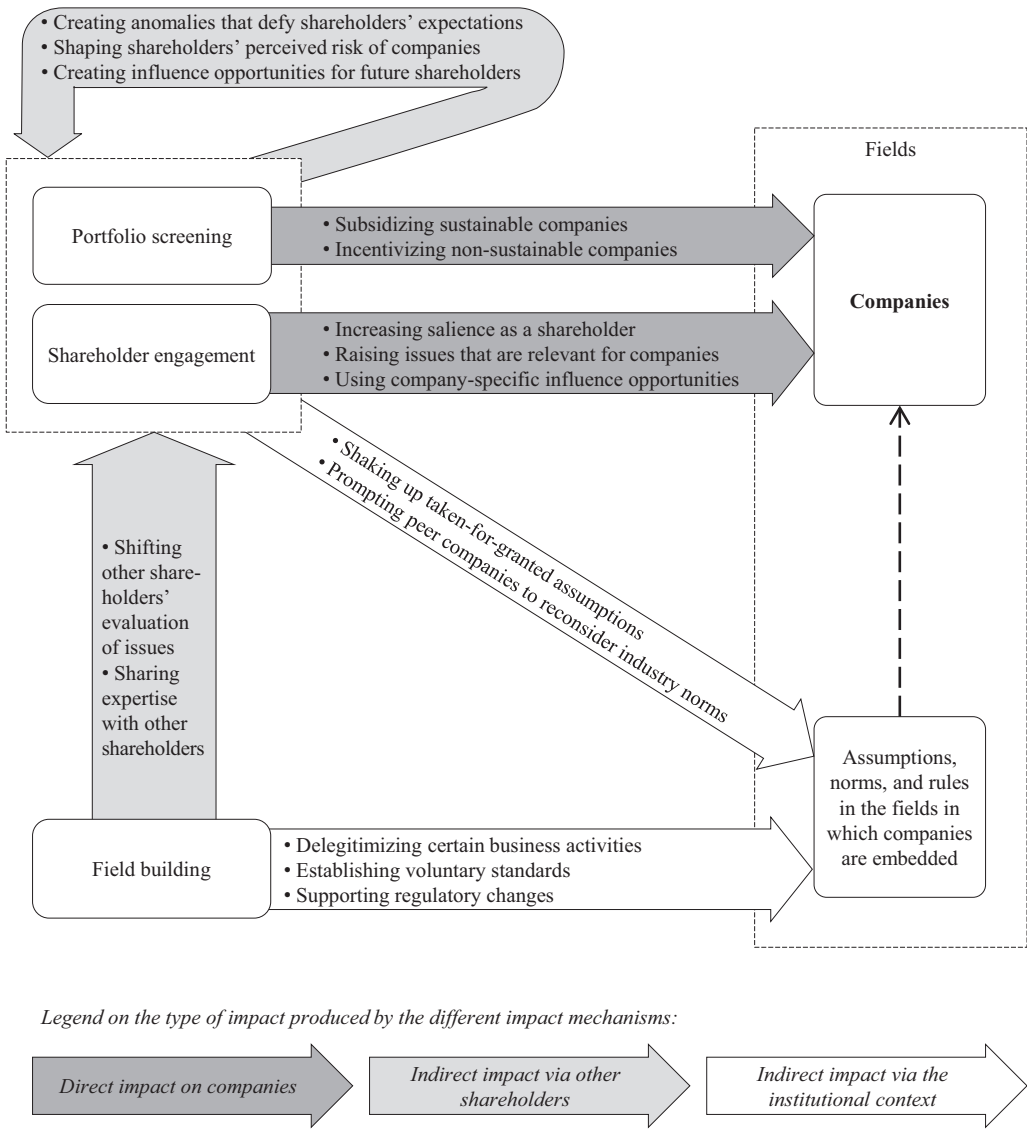 • Creating anomalies that defy shareholders' expectations
• Shaping shareholders' perceived risk of companies
• Creating influence opportunities for future shareholders
Fields
Portfolio screening
• Subsidizing sustainable companies
• Incentivizing non-sustainable companies
Companies
Shareholder engagement
• Increasing salience as a shareholder
• Raising issues that are relevant for companies
• Using company-specific influence opportunities
• Shaking up taken-for-granted assumptions
• Prompting peer companies to reconsider industry norms
• Shifting
other share-
holders'
evaluation
of issues
• Sharing
expertise
with other
shareholders
Assumptions,
norms, and rules
in the fields in
which companies
are embedded
Field building
• Delegitimizing certain business activities
• Establishing voluntary standards
• Supporting regulatory changes
Legend on the type of impact produced by the different impact mechanisms:
Direct impact on companies
Indirect impact via other
shareholders
Indirect impact via the
institutional context